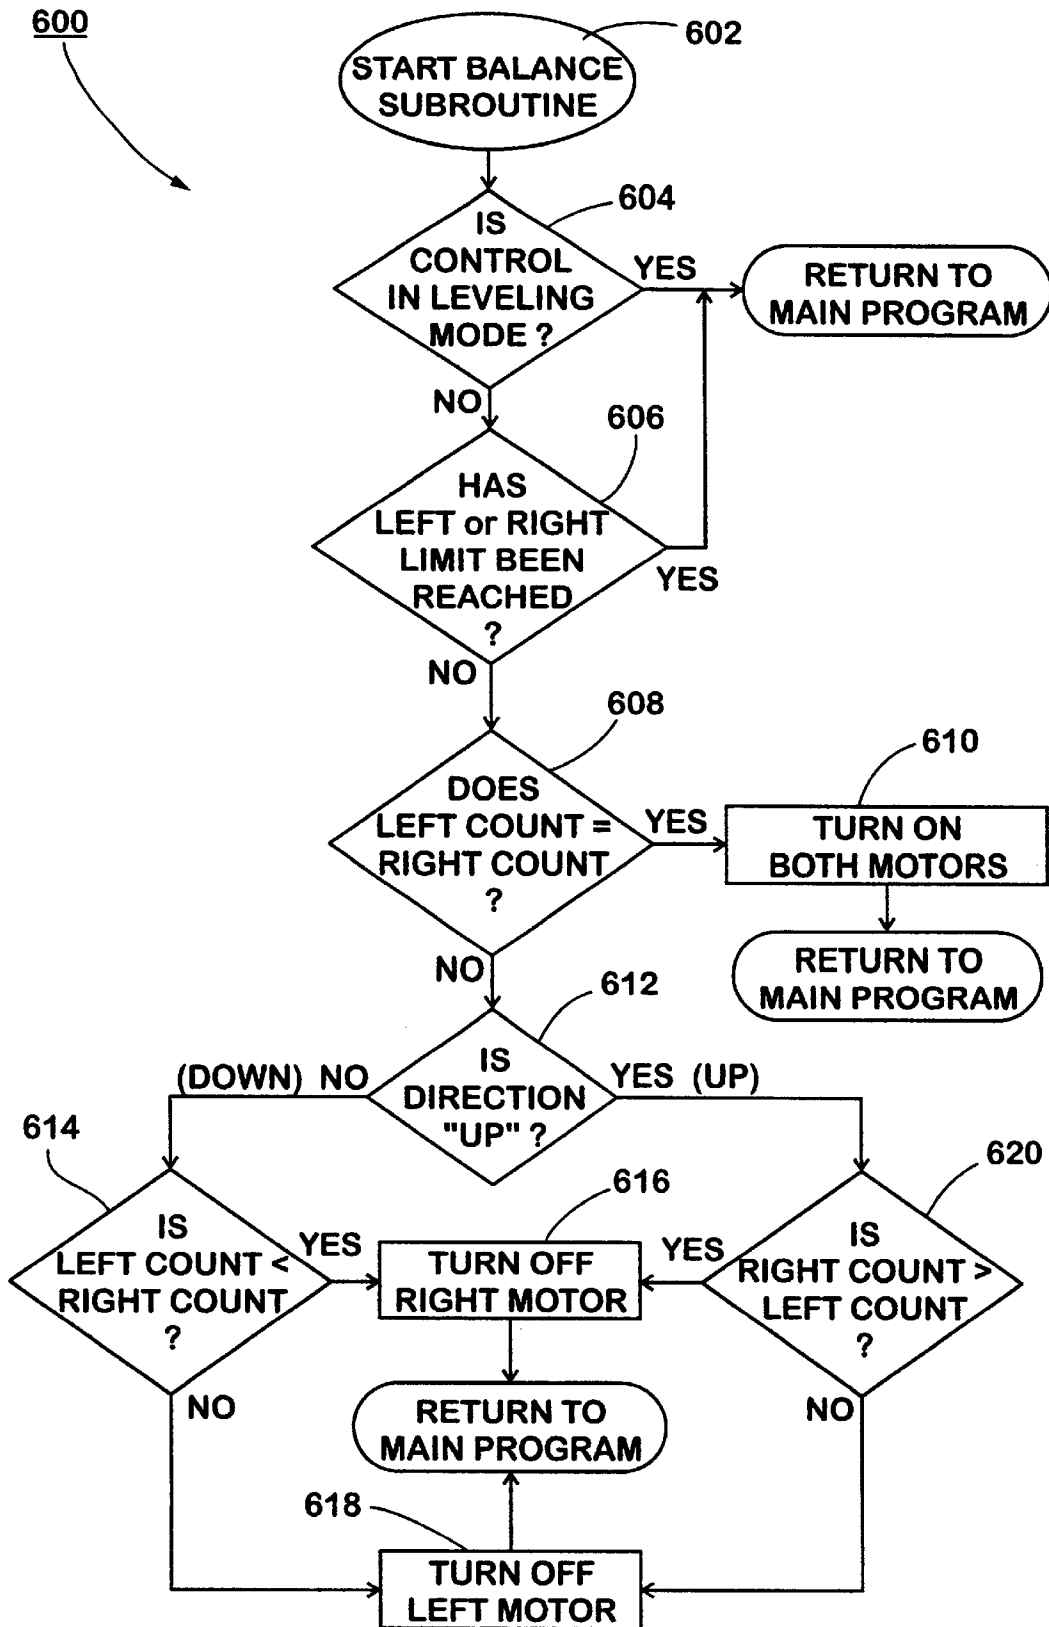 600
602
START BALANCE
SUBROUTINE
604
IS
CONTROL
IN LEVELING
MODE ?
YES
RETURN TO
MAIN PROGRAM
NO
606
HAS
LEFT or RIGHT
LIMIT BEEN
REACHED
?
YES
NO
608
DOES
LEFT COUNT =
RIGHT COUNT
?
YES
610
TURN ON
BOTH MOTORS
RETURN TO
MAIN PROGRAM
NO
612
IS
DIRECTION
"UP" ?
(DOWN) NO
YES (UP)
614
IS
LEFT COUNT <
RIGHT COUNT
?
YES
616
TURN OFF
RIGHT MOTOR
YES
620
IS
RIGHT COUNT >
LEFT COUNT
?
NO
NO
RETURN TO
MAIN PROGRAM
618
TURN OFF
LEFT MOTOR